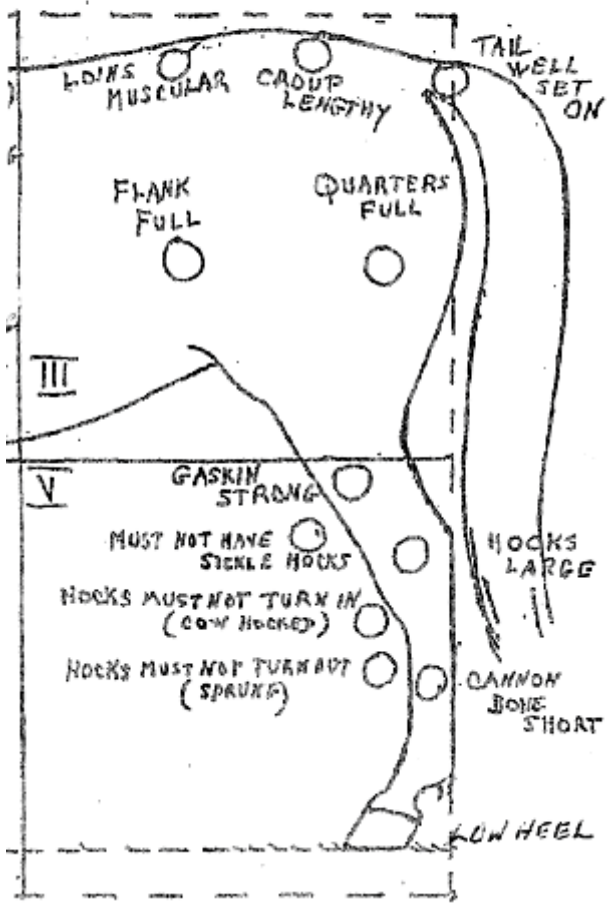 LOINS
MUSCULAR
CROUP
LENGTHY
TAIL
WELL
SET
ON
FLANK
FULL
QUARTERS
FULL
III
V
GASKIN
STRONG
MUST NOT HAVE
SICKLE HOCKS
HOCKS
LARGE
HOCKS MUST NOT TURN IN
(COW HOCKED)
HOCKS MUST NOT TURN OUT
(SPRUNG)
CANNON
BONE
SHORT
LOW HEEL